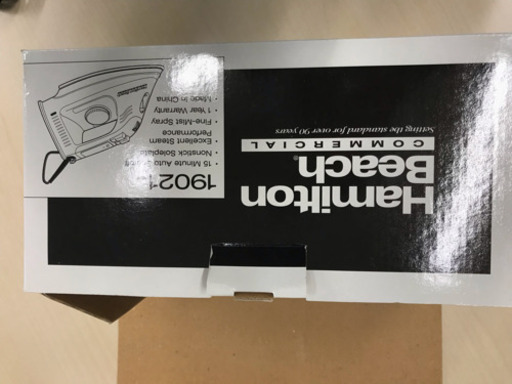 Hamilton
Beach®
COMMERCIAL
Setting the standard for over 90 years
• 15 Minute Auto
• Nonstick Soleplate
• Excellent Steam
Performance
• Fine-Mist Spray
• 1 Year Warranty
• Made in China